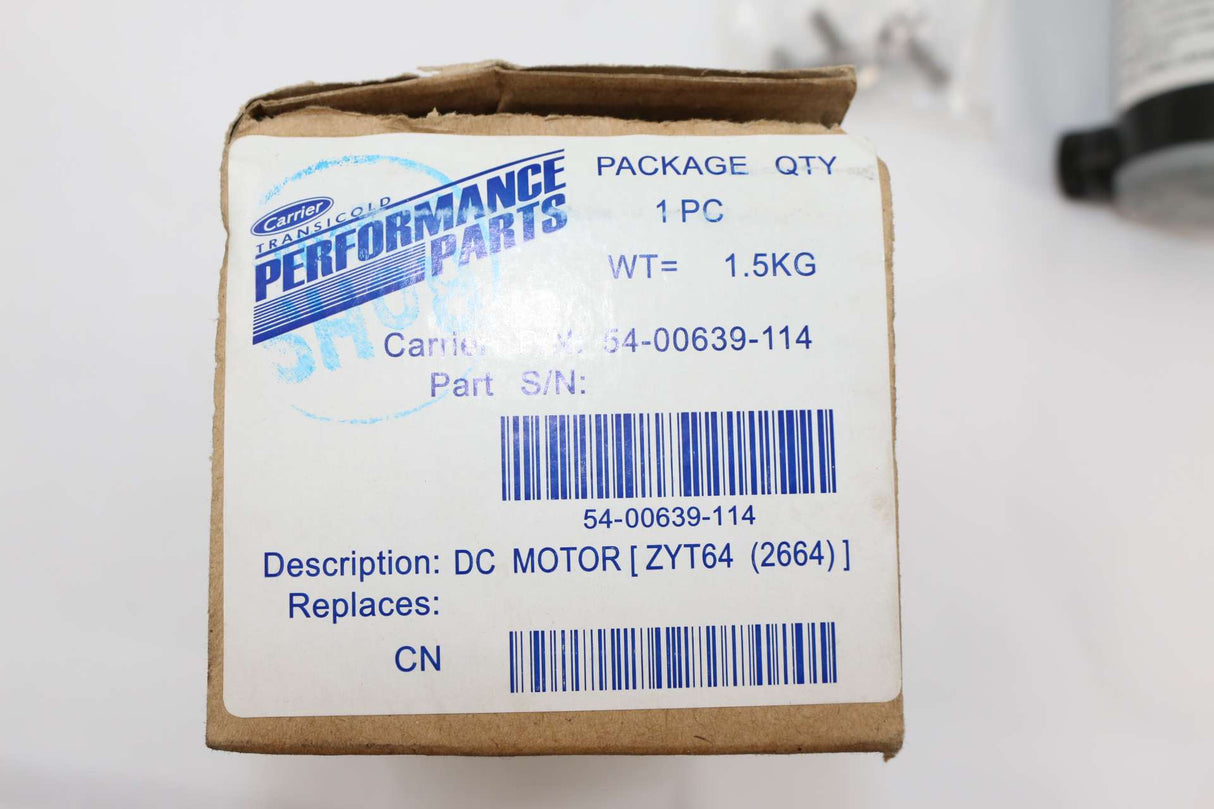 Carrier
TRANSICOLD
PERFORMANCE
PARTS
PACKAGE QTY
1 PC
WT= 1.5KG
Carrier P/N: 54-00639-114
Part S/N:
54-00639-114
Description: DC MOTOR [ ZYT64 (2664) ]
Replaces:
CN